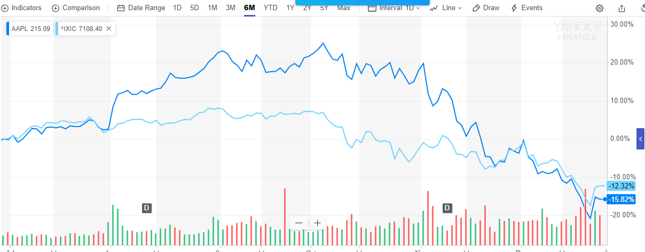 Indicators Comparison Date Range 1D 5D 1M 3M 6M YTD 1Y 2Y 5Y Max Interval 1D Line Draw Events
AAPL 215.09 ^IXIC 7108.40
YAHOO!
FINANCE
30.00%
20.00%
10.00%
0.00%
-10.00%
-12.32%
-15.82%
-20.00%
D D